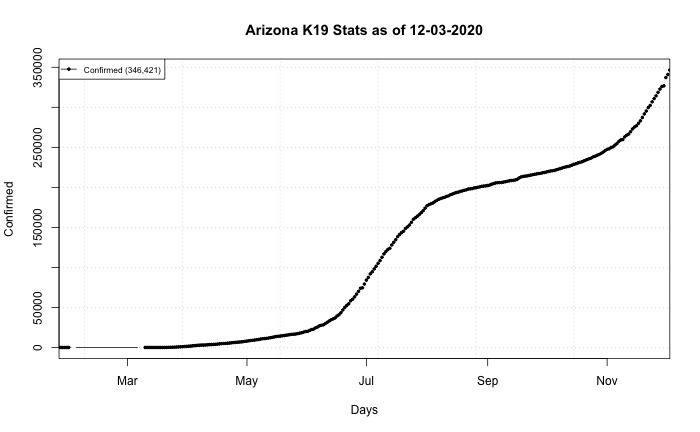 Arizona K19 Stats as of 12-03-2020
Confirmed (346,421)
350000
250000
150000
50000
0
Confirmed
Mar May Jul Sep Nov
Days